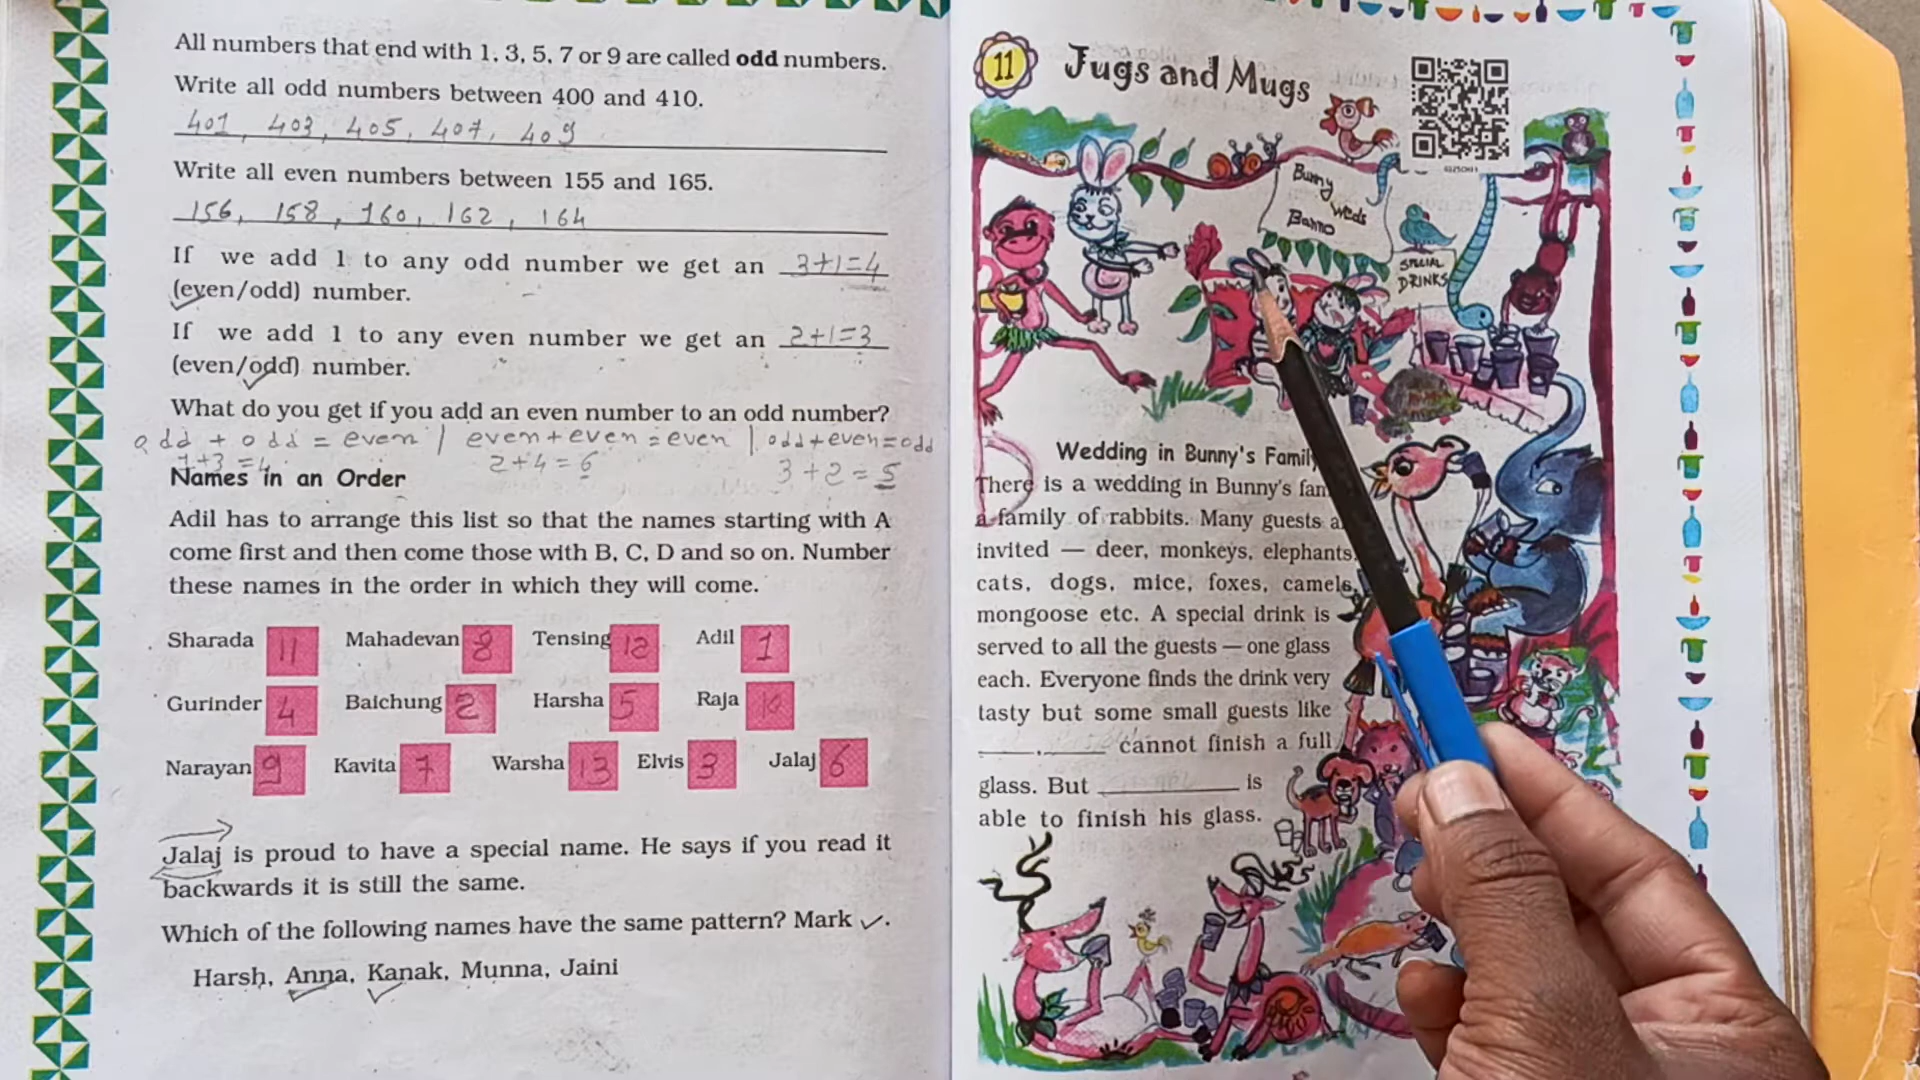 All numbers that end with 1, 3, 5, 7 or 9 are called odd numbers.
Write all odd numbers between 400 and 410.
401, 403, 405, 407, 409
Write all even numbers between 155 and 165.
156, 158, 160, 162, 164
If we add 1 to any odd number we get an 3+1=4
(even/odd) number.
If we add 1 to any even number we get an 2+1=3
(even/odd) number.
What do you get if you add an even number to an odd number?
odd + odd = even | even+even=even | odd+even=odd
1+3=4 2+4=6 3+2=5
Names in an Order
Adil has to arrange this list so that the names starting with A
come first and then come those with B, C, D and so on. Number
these names in the order in which they will come.
Sharada 11 Mahadevan 8 Tensing 12 Adil 1
Gurinder 4 Baichung 2 Harsha 5 Raja 10
Narayan 9 Kavita 7 Warsha 13 Elvis 3 Jalaj 6
Jalaj is proud to have a special name. He says if you read it
backwards it is still the same.
Which of the following names have the same pattern? Mark ✓.
Harsh, Anna, Kanak, Munna, Jaini
11 Jugs and Mugs
Bunny
Weds
Banno
SPECIAL
DRINKS
Wedding in Bunny's
There is a wedding in Bunny's
a family of rabbits. Many guests
invited — deer, monkeys, elephants,
cats, dogs, mice, foxes, camels,
mongoose etc. A special drink is
served to all the guests — one glass
each. Everyone finds the drink very
tasty but some small guests like
cannot finish a full
glass. But ____________ is
able to finish his glass.